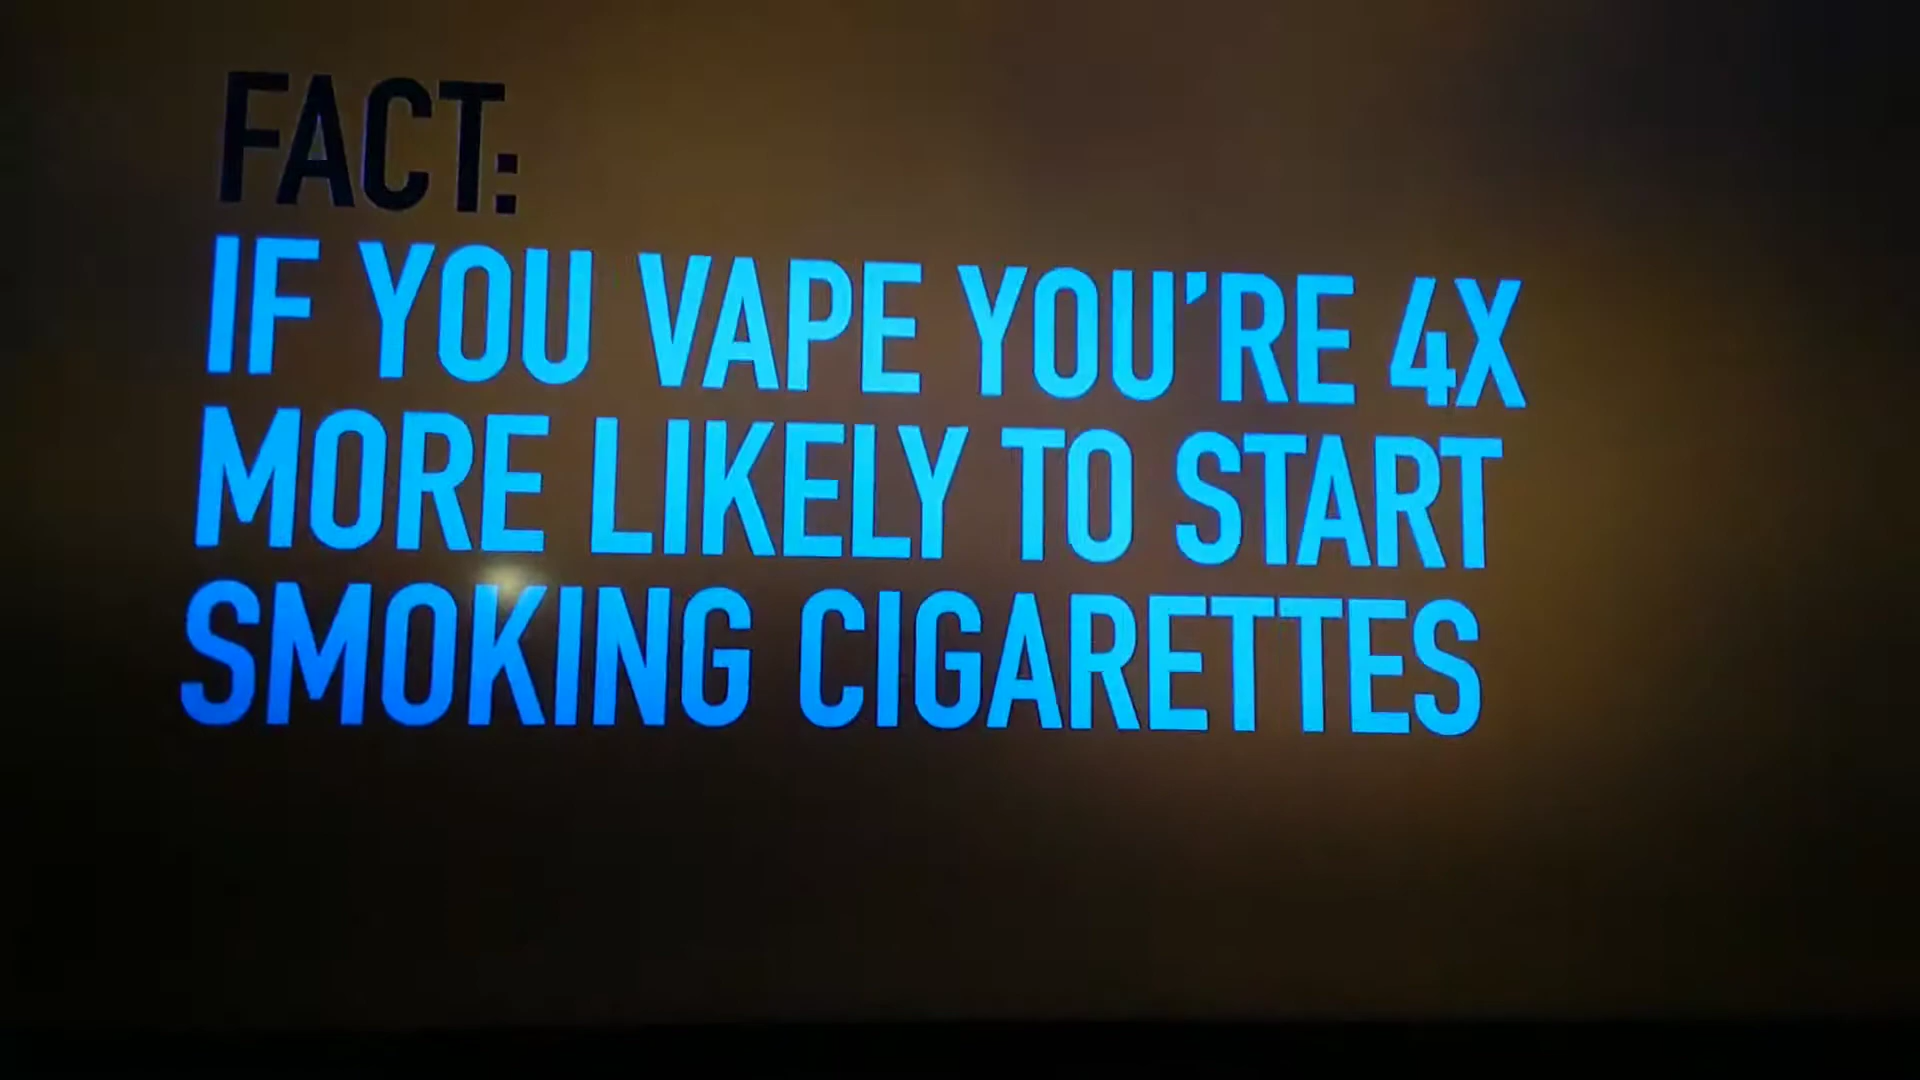 FACT:
IF YOU VAPE YOU'RE 4X
MORE LIKELY TO START
SMOKING CIGARETTES